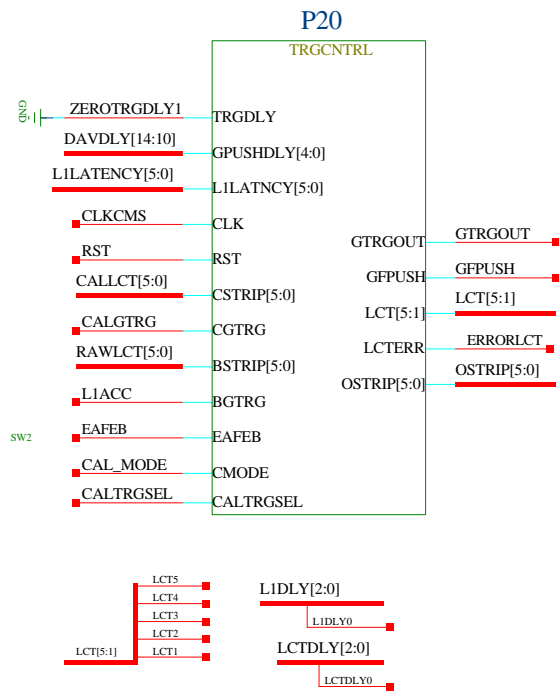 P20
TRGCNTRL
GND
ZEROTRGDLY1
TRGDLY
DAVDLY[14:10]
GPUSHDLY[4:0]
L1LATENCY[5:0]
L1LATNCY[5:0]
CLKCMS
CLK
GTRGOUT
GTRGOUT
RST
RST
GFPUSH
GFPUSH
CALLCT[5:0]
CSTRIP[5:0]
LCT[5:1]
LCT[5:1]
CALGTRG
CGTRG
LCTERR
ERRORLCT
RAWLCT[5:0]
BSTRIP[5:0]
OSTRIP[5:0]
OSTRIP[5:0]
L1ACC
BGTRG
SW2
EAFEB
EAFEB
CAL_MODE
CMODE
CALTRGSEL
CALTRGSEL
LCT5
LCT4
LCT3
LCT2
LCT[5:1]
LCT1
L1DLY[2:0]
L1DLY0
LCTDLY[2:0]
LCTDLY0